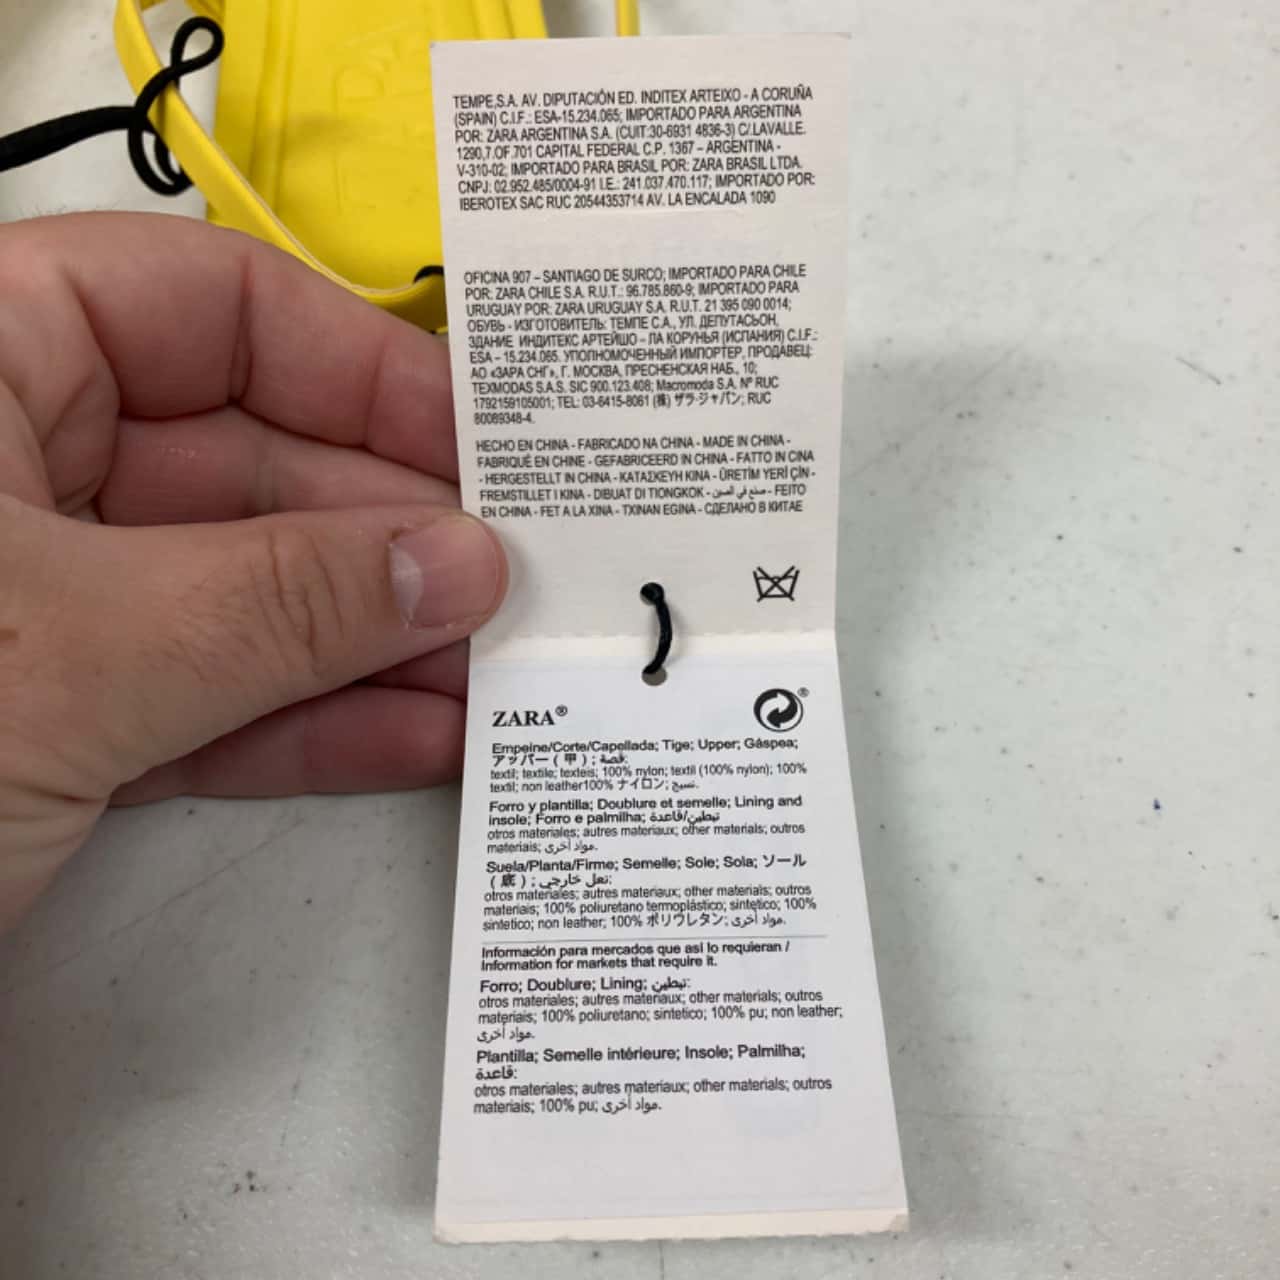 TEMPE,S.A. AV. DIPUTACIÓN ED. INDITEX ARTEIXO - A CORUÑA
(SPAIN) C.I.F.: ESA-15.234.065; IMPORTADO PARA ARGENTINA
POR: ZARA ARGENTINA S.A. (CUIT:30-6931 4836-3) C/.LAVALLE.
1290,7.OF.701 CAPITAL FEDERAL C.P. 1367 – ARGENTINA -
V-310-02; IMPORTADO PARA BRASIL POR: ZARA BRASIL LTDA.
CNPJ: 02.952.485/0004-91 I.E.: 241.037.470.117; IMPORTADO POR:
IBEROTEX SAC RUC 20544353714 AV. LA ENCALADA 1090
OFICINA 907 – SANTIAGO DE SURCO; IMPORTADO PARA CHILE
POR: ZARA CHILE S.A. R.U.T.: 96.785.860-9; IMPORTADO PARA
URUGUAY POR: ZARA URUGUAY S.A. R.U.T. 21 395 090 0014;
ОБУВЬ - ИЗГОТОВИТЕЛЬ: ТЕМПЕ С.А., УЛ. ДЕПУТАСЬОН,
ЗДАНИЕ ИНДИТЕКС АРТЕЙШО – ЛА КОРУНЬЯ (ИСПАНИЯ) C.I.F.:
ESA – 15.234.065. УПОЛНОМОЧЕННЫЙ ИМПОРТЕР, ПРОДАВЕЦ:
АО «ЗАРА СНГ», Г. МОСКВА, ПРЕСНЕНСКАЯ НАБ., 10;
TEXMODAS S.A.S. SIC 900.123.408; Macromoda S.A. Nº RUC
1792159105001; TEL: 03-6415-8061 (株) ザラ・ジャパン; RUC
80089348-4.
HECHO EN CHINA - FABRICADO NA CHINA - MADE IN CHINA -
FABRIQUÉ EN CHINE - GEFABRICEERD IN CHINA - FATTO IN CINA
- HERGESTELLT IN CHINA - ΚΑΤΑΣΚΕΥΗ ΚΙΝΑ - ÜRETİM YERİ ÇİN -
FREMSTILLET I KINA - DIBUAT DI TIONGKOK - صنع في الصين - FEITO
EN CHINA - FET A LA XINA - TXINAN EGINA - СДЕЛАНО В КИТАЕ
ZARA®
®
Empeine/Corte/Capellada; Tige; Upper; Gáspea;
アッパー ( 甲 ) ; قصة:
textil; textile; texteis; 100% nylon; textil (100% nylon); 100%
textil; non leather100% ナイロン; نسيج.
Forro y plantilla; Doublure et semelle; Lining and
insole; Forro e palmilha; تبطين/قاعدة
otros materiales; autres materiaux; other materials; outros
materiais; مواد أخرى.
Suela/Planta/Firme; Semelle; Sole; Sola; ソール
( 底 ) ; نعل خارجي:
otros materiales; autres materiaux; other materials; outros
materiais; 100% poliuretano termoplástico; sintético; 100%
sintetico; non leather; 100% ポリウレタン; مواد أخرى.
Información para mercados que así lo requieran /
Information for markets that require it.
Forro; Doublure; Lining; تبطين:
otros materiales; autres materiaux; other materials; outros
materiais; 100% poliuretano; sintetico; 100% pu; non leather;
مواد أخرى.
Plantilla; Semelle intérieure; Insole; Palmilha;
قاعدة:
otros materiales; autres materiaux; other materials; outros
materiais; 100% pu; مواد أخرى.